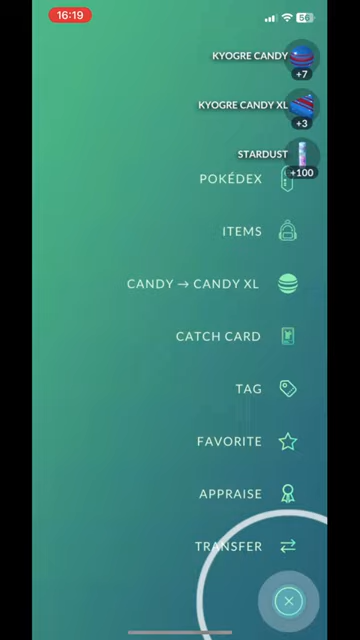 16:19
56
KYOGRE CANDY
+7
KYOGRE CANDY XL
+3
STARDUST
+100
POKÉDEX
ITEMS
CANDY → CANDY XL
CATCH CARD
TAG
FAVORITE
APPRAISE
TRANSFER